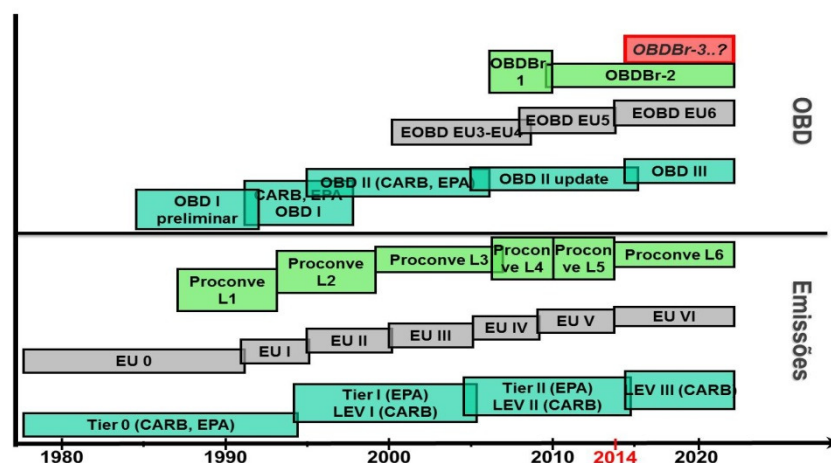 OBDBr-3..?
OBDBr-
1
OBDBr-2
EOBD EU3-EU4
EOBD EU5
EOBD EU6
OBD I
preliminar
CARB, EPA
OBD I
OBD II (CARB, EPA)
OBD II update
OBD III
OBD
Proconve
L1
Proconve
L2
Proconve L3
Procon
ve L4
Procon
ve L5
Proconve L6
EU 0
EU I
EU II
EU III
EU IV
EU V
EU VI
Tier 0 (CARB, EPA)
Tier I (EPA)
LEV I (CARB)
Tier II (EPA)
LEV II (CARB)
LEV III (CARB)
Emissões
1980
1990
2000
2010
2014
2020